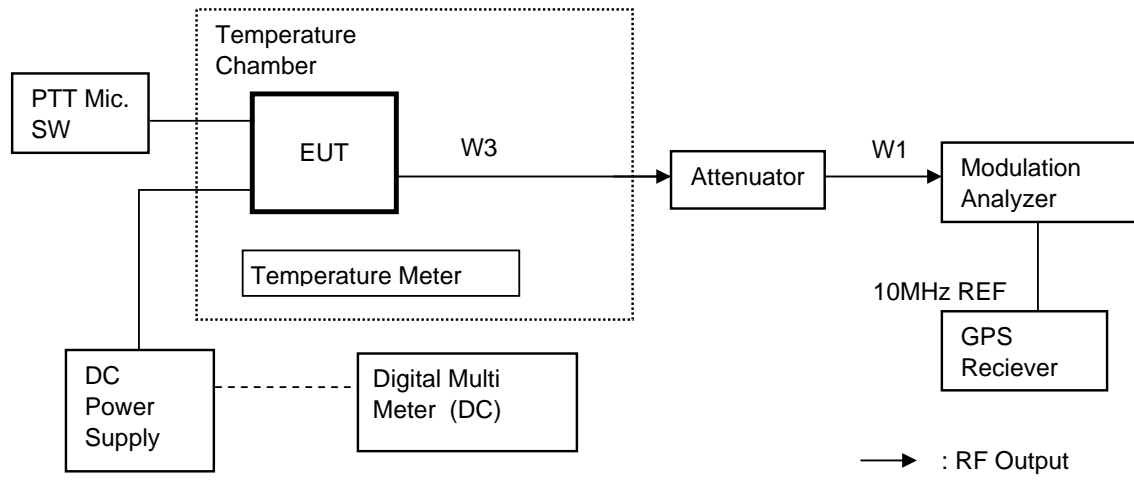 Temperature
Chamber
PTT Mic.
SW
EUT
W3
Attenuator
W1
Modulation
Analyzer
Temperature Meter
10MHz REF
GPS
Reciever
DC
Power
Supply
Digital Multi
Meter (DC)
: RF Output